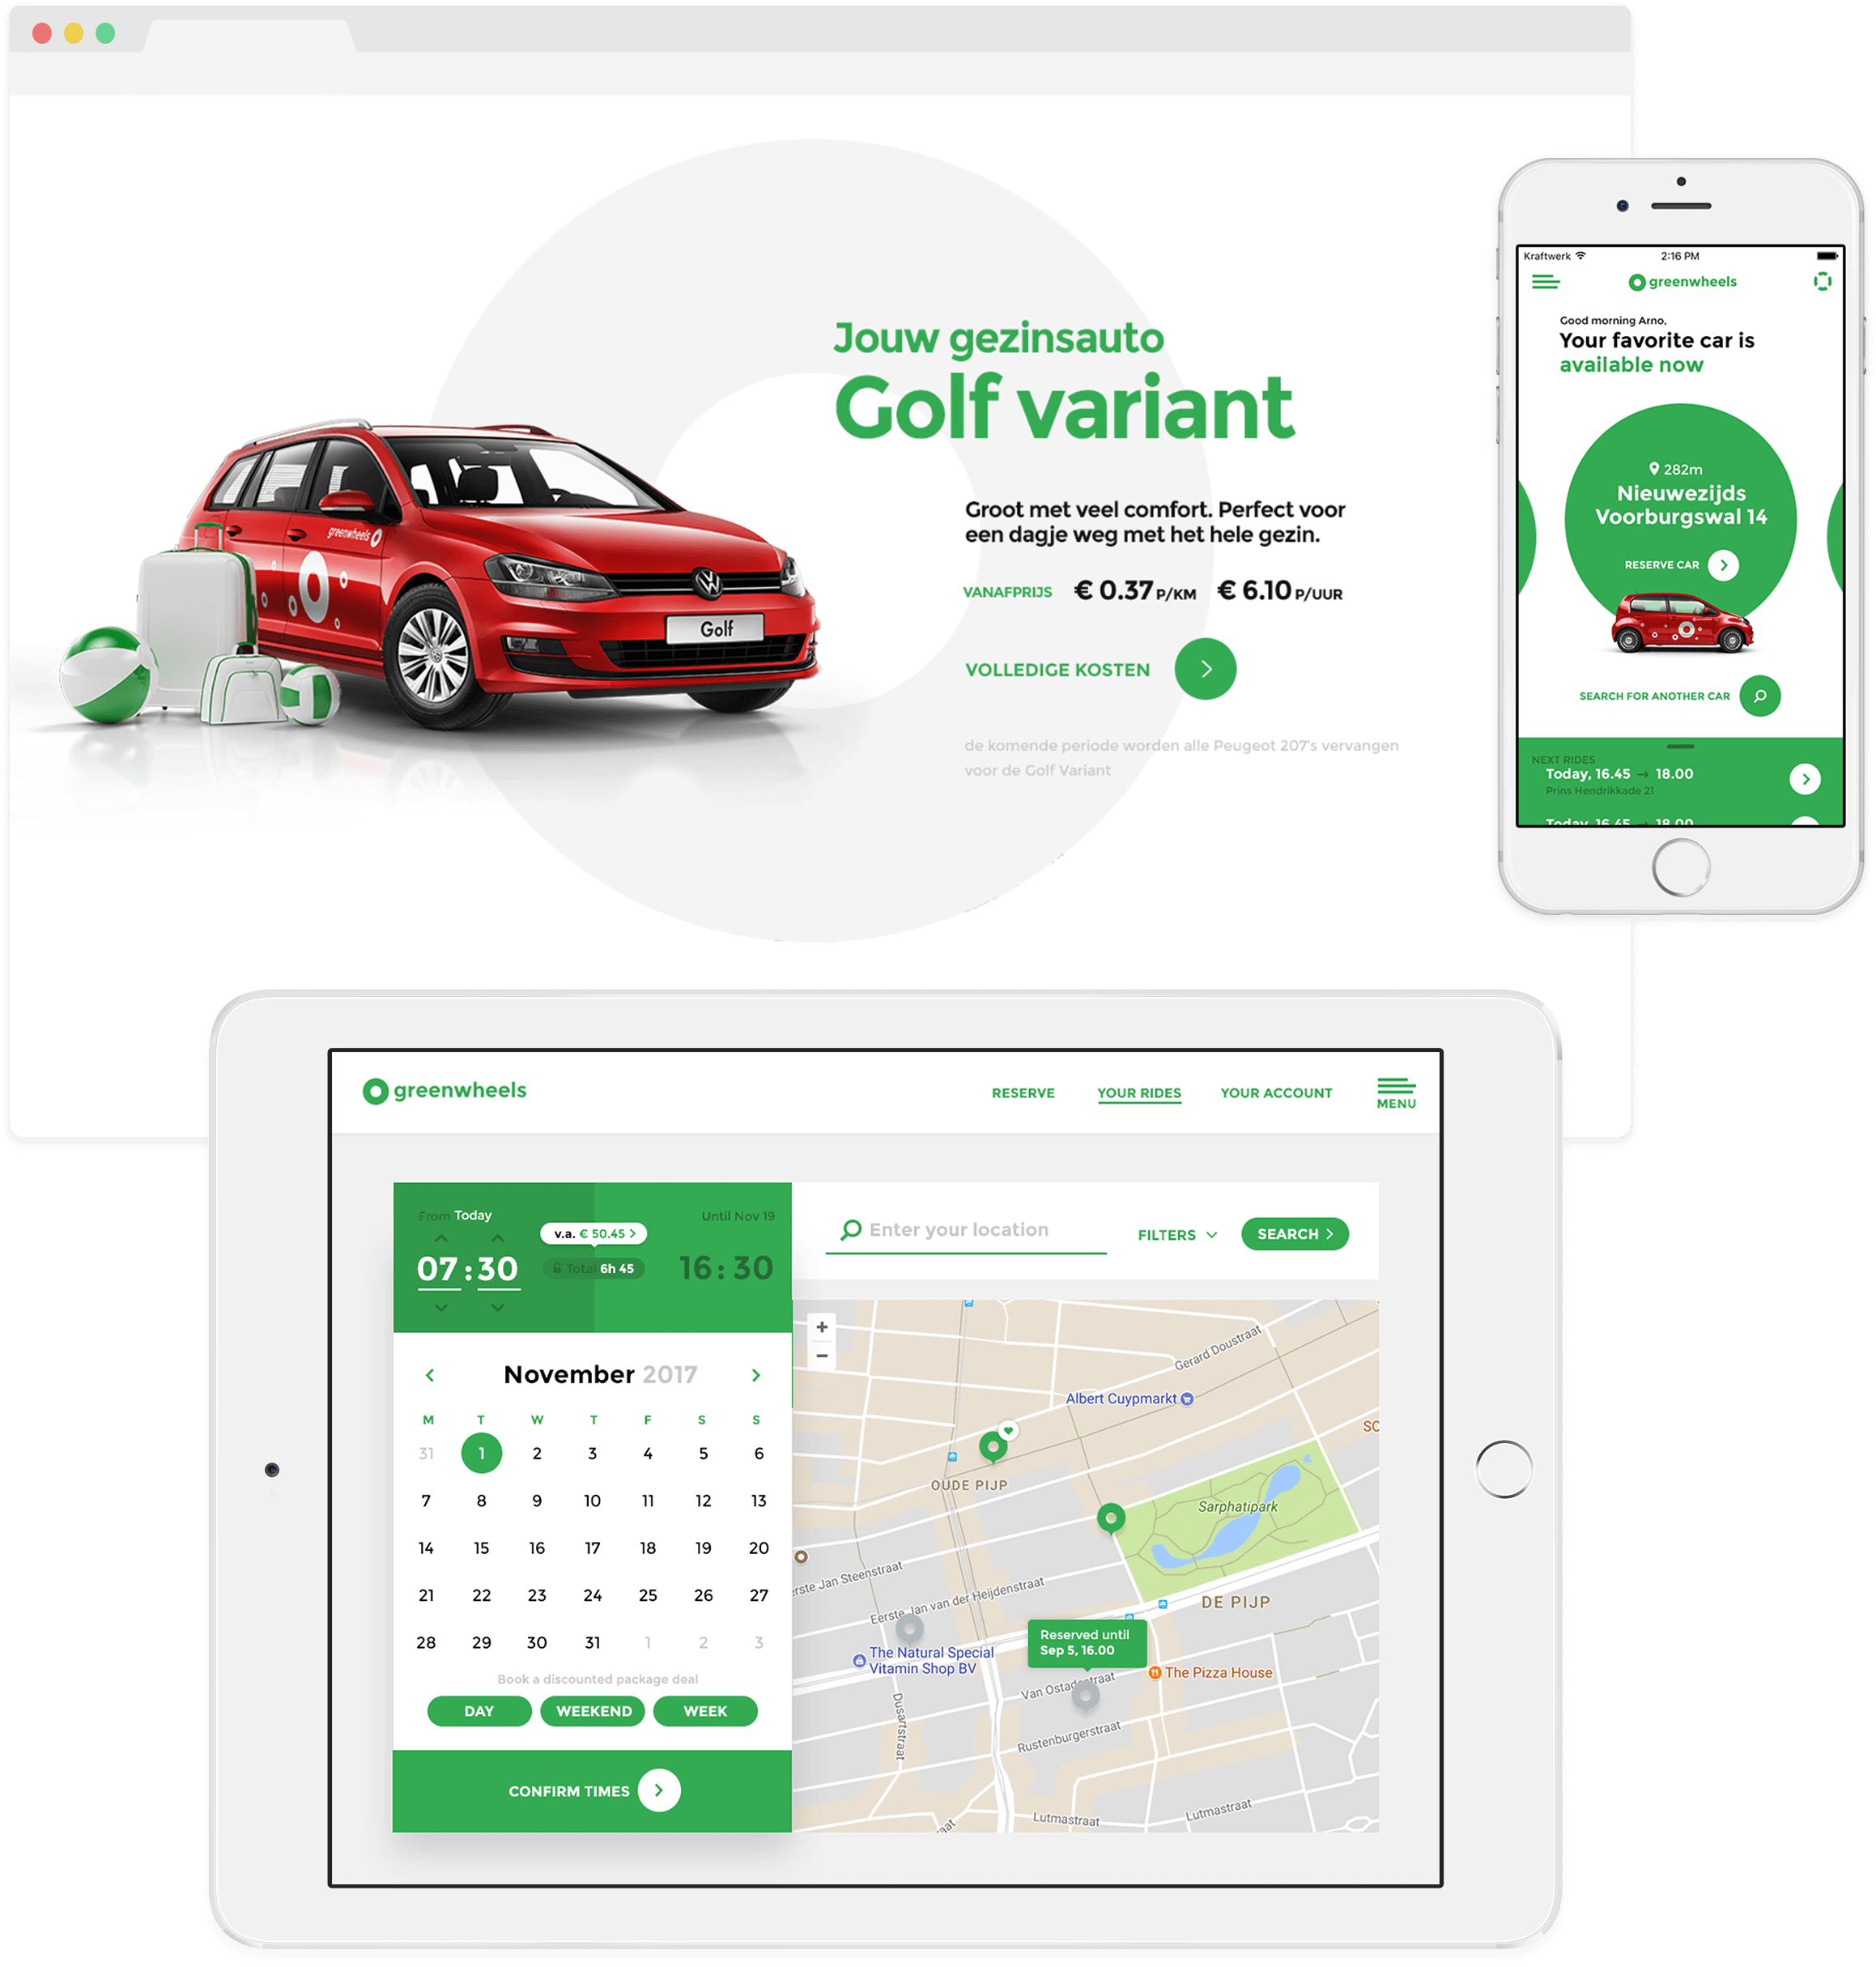 Jouw gezinsauto
Golf variant
Groot met veel comfort. Perfect voor
een dagje weg met het hele gezin.
VANAFPRIJS € 0.37 P/KM € 6.10 P/UUR
VOLLEDIGE KOSTEN
de komende periode worden alle Peugeot 207's vervangen
voor de Golf Variant
greenwheels
Golf
Kraftwerk 2:16 PM
greenwheels
Good morning Arno,
Your favorite car is
available now
282m
Nieuwezijds
Voorburgswal 14
RESERVE CAR
SEARCH FOR ANOTHER CAR
NEXT RIDES
Today, 16.45 → 18.00
Prins Hendrikkade 21
Today, 16.45 → 18.00
greenwheels
RESERVE YOUR RIDES YOUR ACCOUNT MENU
From Today
Until Nov 19
v.a. € 50.45
07:30
Total 6h 45
16:30
November 2017
M T W T F S S
31 1 2 3 4 5 6
7 8 9 10 11 12 13
14 15 16 17 18 19 20
21 22 23 24 25 26 27
28 29 30 31 1 2 3
Book a discounted package deal
DAY WEEKEND WEEK
CONFIRM TIMES
Enter your location
FILTERS
SEARCH
+
−
Gerard Doustraat
Albert Cuypmarkt
SC
OUDE PIJP
Sarphatipark
erste Jan Steenstraat
Eerste Jan van der Heijdenstraat
DE PIJP
Reserved until
Sep 5, 16.00
The Natural Special
Vitamin Shop BV
The Pizza House
Van Ostadestraat
Dusartstraat
Rustenburgerstraat
Lutmastraat
Lutmastraat
aat